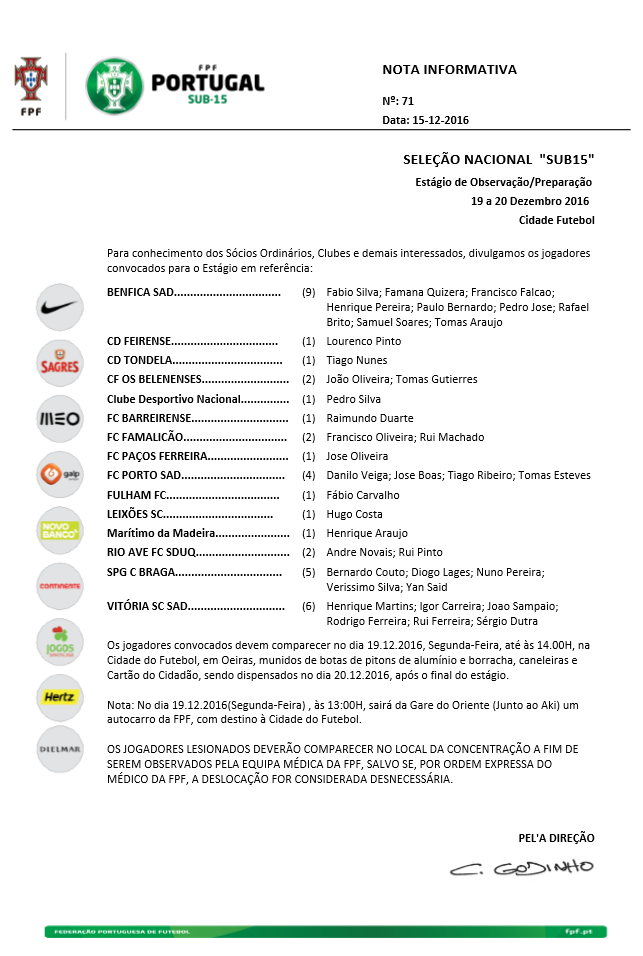 FPF
FPF
PORTUGAL
SUB-15
NOTA INFORMATIVA
Nº: 71
Data: 15-12-2016
SELEÇÃO NACIONAL "SUB15"
Estágio de Observação/Preparação
19 a 20 Dezembro 2016
Cidade Futebol
Para conhecimento dos Sócios Ordinários, Clubes e demais interessados, divulgamos os jogadores
convocados para o Estágio em referência:
BENFICA SAD................................. (9) Fabio Silva; Famana Quizera; Francisco Falcao;
Henrique Pereira; Paulo Bernardo; Pedro Jose; Rafael
Brito; Samuel Soares; Tomas Araujo
CD FEIRENSE................................. (1) Lourenco Pinto
CD TONDELA.................................. (1) Tiago Nunes
CF OS BELENENSES........................... (2) João Oliveira; Tomas Gutierres
Clube Desportivo Nacional............... (1) Pedro Silva
FC BARREIRENSE.............................. (1) Raimundo Duarte
FC FAMALICÃO................................ (2) Francisco Oliveira; Rui Machado
FC PAÇOS FERREIRA......................... (1) Jose Oliveira
FC PORTO SAD................................ (4) Danilo Veiga; Jose Boas; Tiago Ribeiro; Tomas Esteves
FULHAM FC................................... (1) Fábio Carvalho
LEIXÕES SC.................................. (1) Hugo Costa
Marítimo da Madeira....................... (1) Henrique Araujo
RIO AVE FC SDUQ............................. (2) Andre Novais; Rui Pinto
SPG C BRAGA................................. (5) Bernardo Couto; Diogo Lages; Nuno Pereira;
Verissimo Silva; Yan Said
VITÓRIA SC SAD.............................. (6) Henrique Martins; Igor Carreira; Joao Sampaio;
Rodrigo Ferreira; Rui Ferreira; Sérgio Dutra
SAGRES
MEO
galp
NOVO
BANCO
CONTINENTE
JOGOS
Hertz
DIELMAR
Os jogadores convocados devem comparecer no dia 19.12.2016, Segunda-Feira, até às 14.00H, na
Cidade do Futebol, em Oeiras, munidos de botas de pitons de alumínio e borracha, caneleiras e
Cartão do Cidadão, sendo dispensados no dia 20.12.2016, após o final do estágio.
Nota: No dia 19.12.2016(Segunda-Feira) , às 13:00H, sairá da Gare do Oriente (Junto ao Aki) um
autocarro da FPF, com destino à Cidade do Futebol.
OS JOGADORES LESIONADOS DEVERÃO COMPARECER NO LOCAL DA CONCENTRAÇÃO A FIM DE
SEREM OBSERVADOS PELA EQUIPA MÉDICA DA FPF, SALVO SE, POR ORDEM EXPRESSA DO
MÉDICO DA FPF, A DESLOCAÇÃO FOR CONSIDERADA DESNECESSÁRIA.
PEL'A DIREÇÃO
C. GODINHO
FEDERAÇÃO PORTUGUESA DE FUTEBOL
fpf.pt